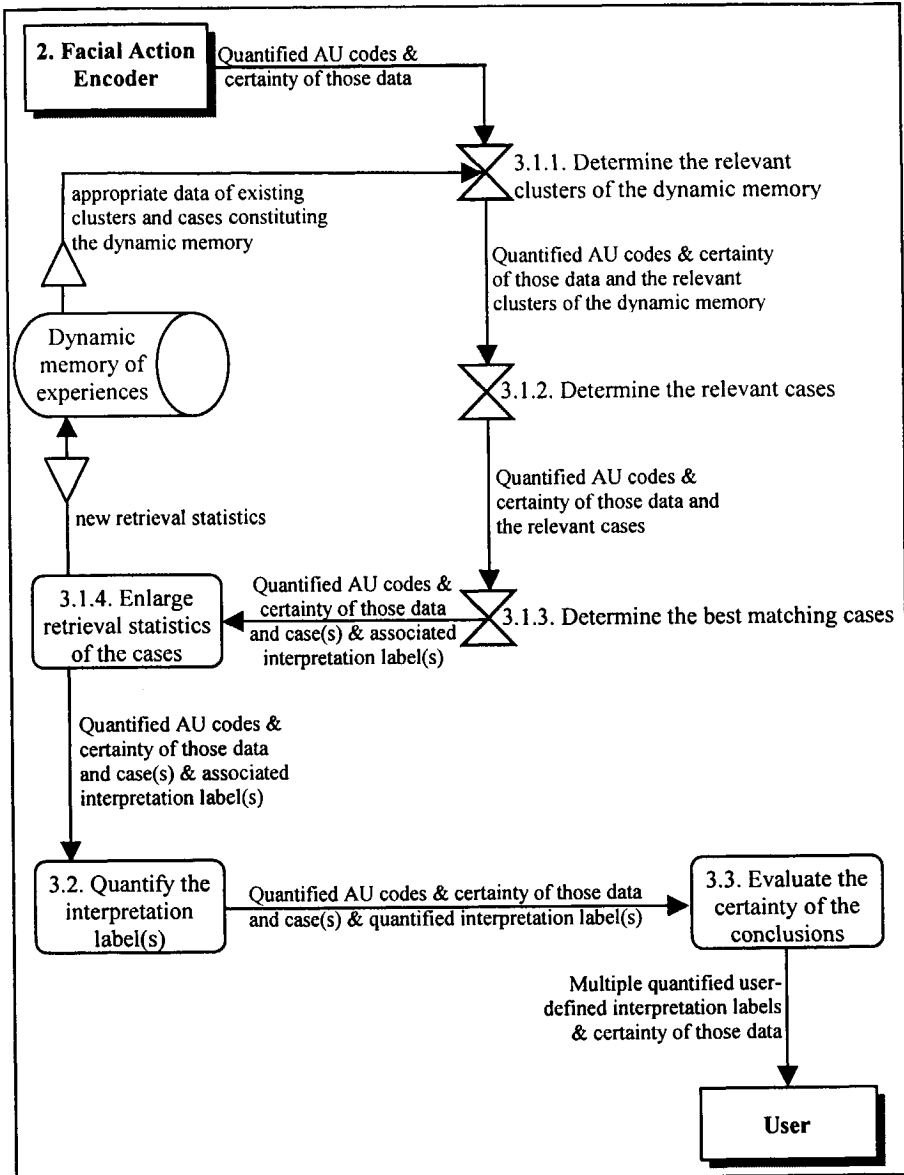 2. Facial Action
Encoder
Quantified AU codes &
certainty of those data
3.1.1. Determine the relevant
clusters of the dynamic memory
appropriate data of existing
clusters and cases constituting
the dynamic memory
Quantified AU codes & certainty
of those data and the relevant
clusters of the dynamic memory
Dynamic
memory of
experiences
3.1.2. Determine the relevant cases
Quantified AU codes &
certainty of those data and
the relevant cases
new retrieval statistics
3.1.4. Enlarge
retrieval statistics
of the cases
Quantified AU codes &
certainty of those data
and case(s) & associated
interpretation label(s)
3.1.3. Determine the best matching cases
Quantified AU codes &
certainty of those data
and case(s) & associated
interpretation label(s)
3.2. Quantify the
interpretation
label(s)
Quantified AU codes & certainty of those data
and case(s) & quantified interpretation label(s)
3.3. Evaluate the
certainty of the
conclusions
Multiple quantified user-
defined interpretation labels
& certainty of those data
User